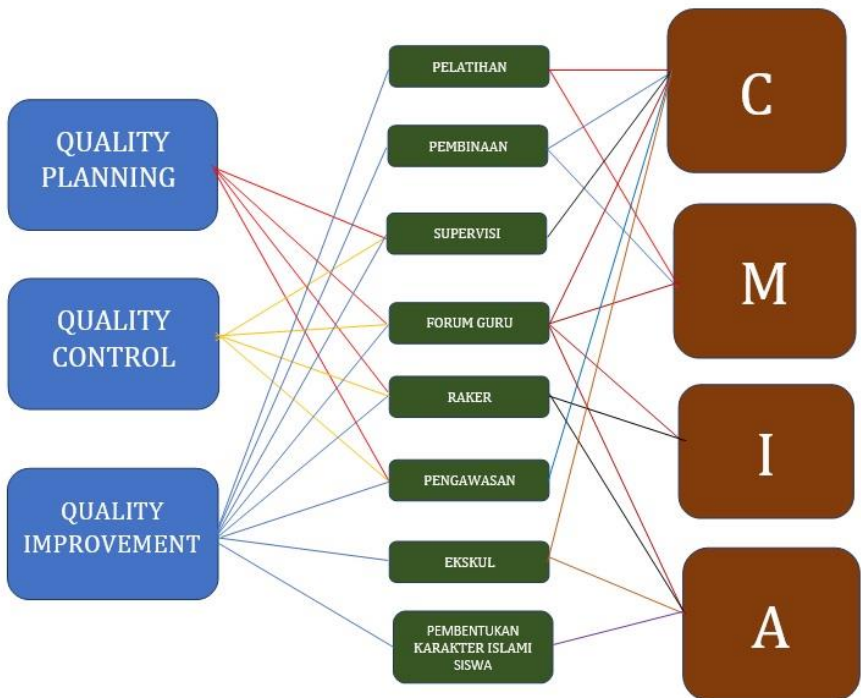 QUALITY
PLANNING
QUALITY
CONTROL
QUALITY
IMPROVEMENT
PELATIHAN
PEMBINAAN
SUPERVISI
FORUM GURU
RAKER
PENGAWASAN
EKSKUL
PEMBENTUKAN
KARAKTER ISLAMI
SISWA
C
M
I
A